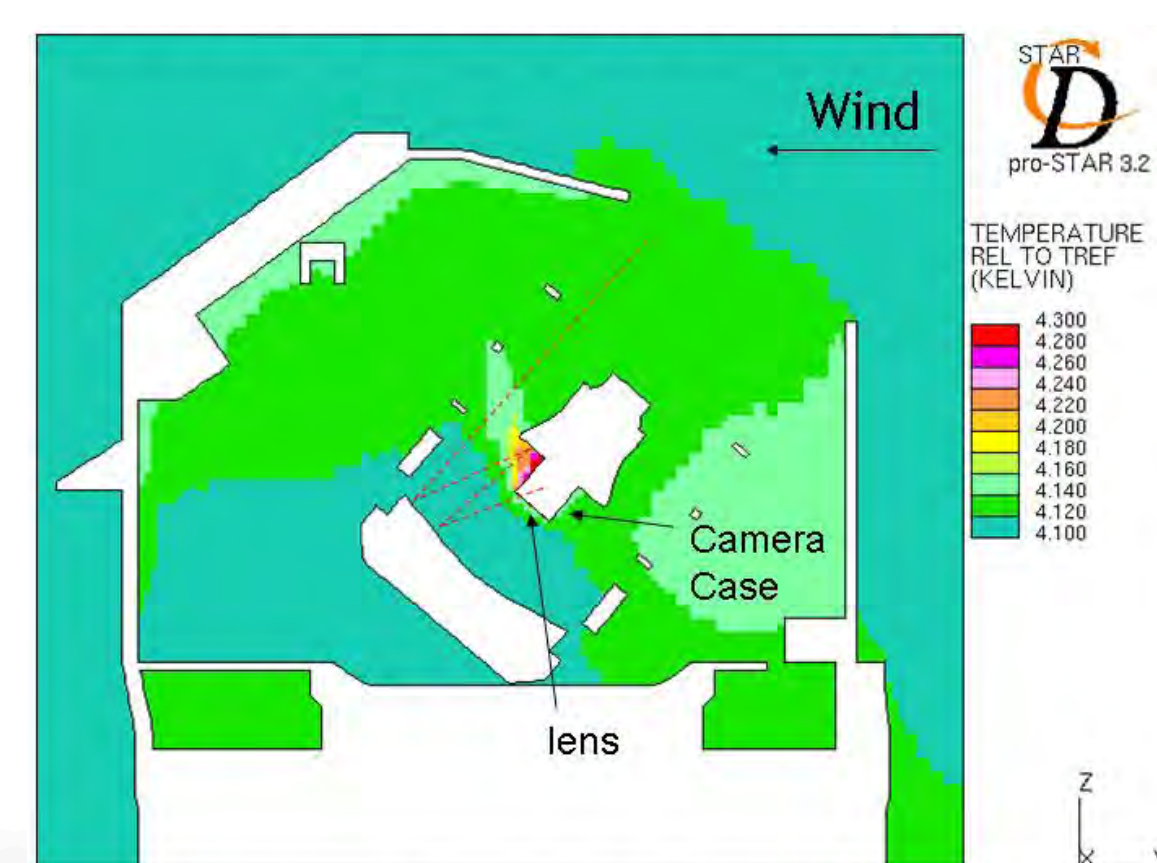 Wind
STAR
CD
pro-STAR 3.2
TEMPERATURE
REL TO TREF
(KELVIN)
4.300
4.280
4.260
4.240
4.220
4.200
4.180
4.160
4.140
4.120
4.100
Camera
Case
lens
Z
X